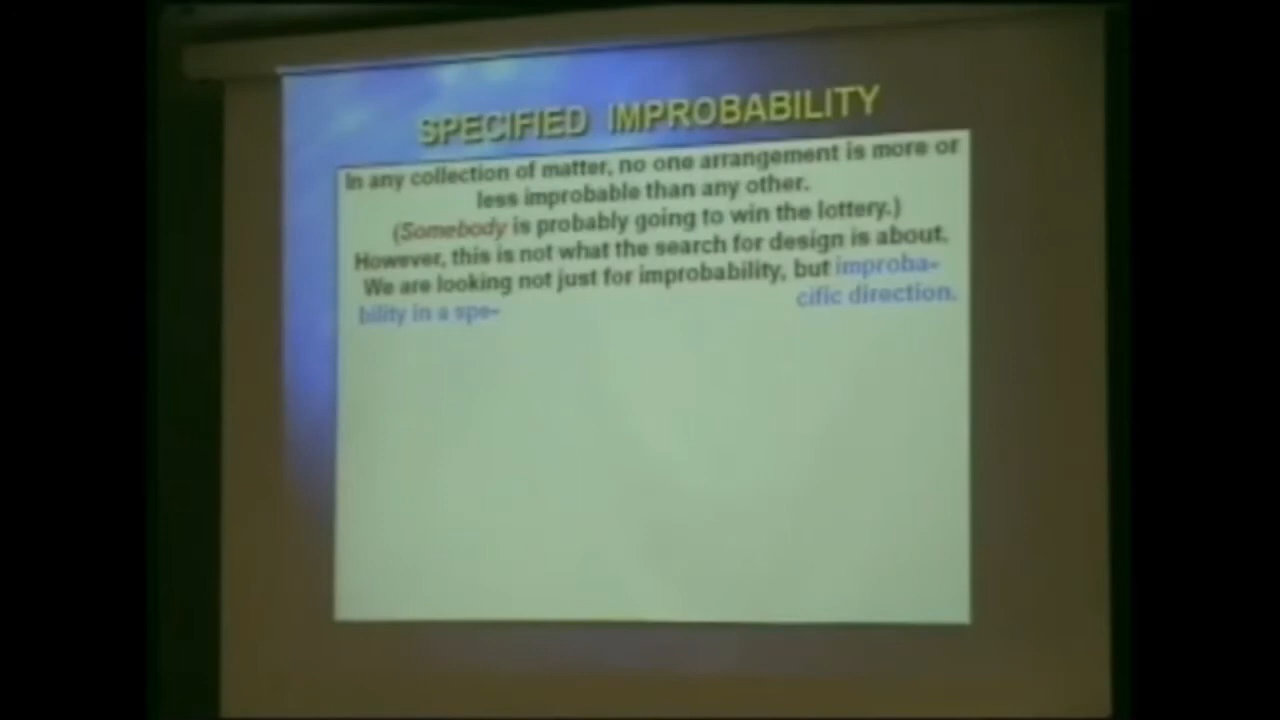 SPECIFIED IMPROBABILITY
In any collection of matter, no one arrangement is more or
less improbable than any other.
(Somebody is probably going to win the lottery.)
However, this is not what the search for design is about.
We are looking not just for improbability, but improba-
bility in a spe- cific direction.